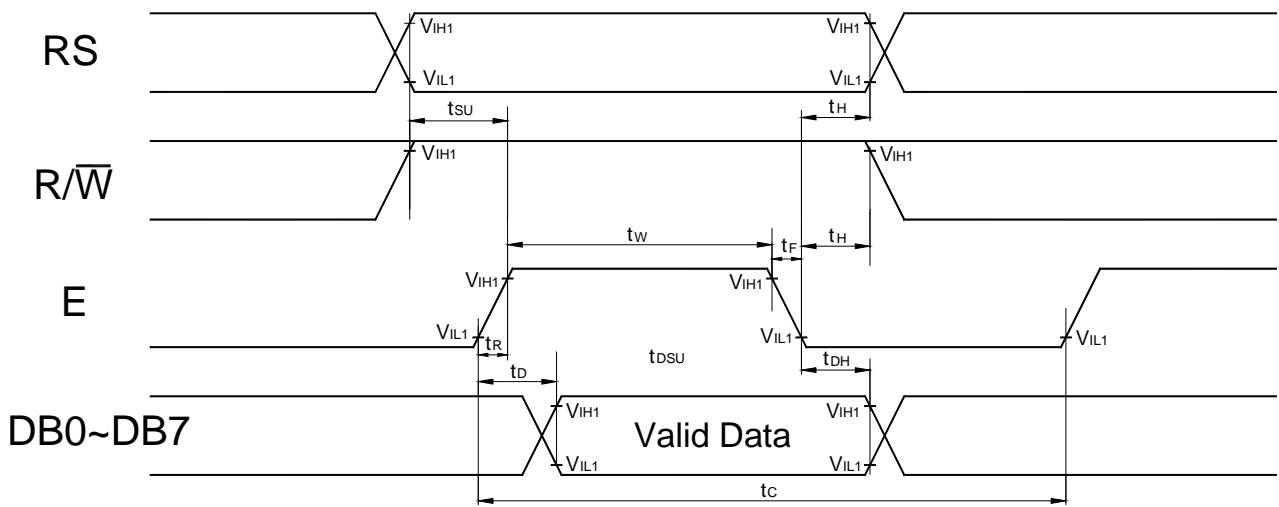 RS
VIH1 VIH1
VIL1 VIL1
tSU tH
R/W̅
VIH1 VIH1
tW tF tH
E
VIH1 VIH1
VIL1 VIL1 VIL1
tR tDSU tDH
tD
DB0~DB7
VIH1 Valid Data VIH1
VIL1 VIL1
tC